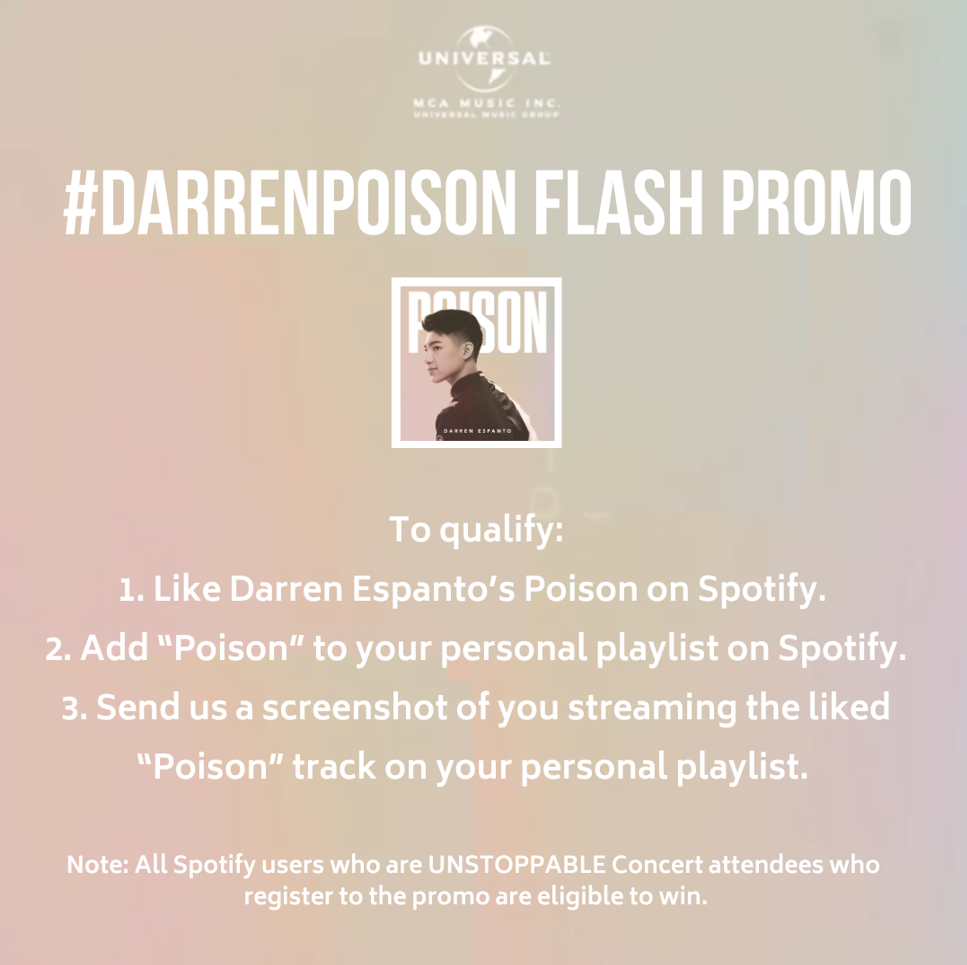 UNIVERSAL
MCA MUSIC INC.
UNIVERSAL MUSIC GROUP
#DARRENPOISON FLASH PROMO
POISON
DARREN ESPANTO
To qualify:
1. Like Darren Espanto’s Poison on Spotify.
2. Add “Poison” to your personal playlist on Spotify.
3. Send us a screenshot of you streaming the liked
“Poison” track on your personal playlist.
Note: All Spotify users who are UNSTOPPABLE Concert attendees who
register to the promo are eligible to win.